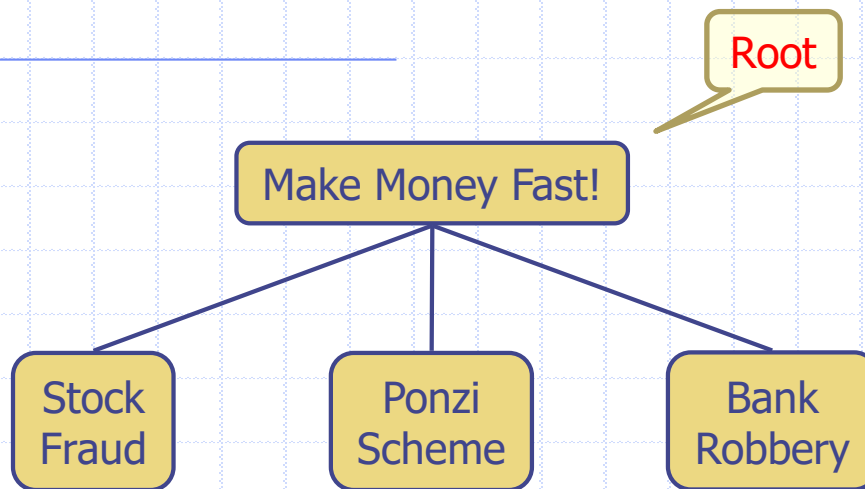 Root
Make Money Fast!
Stock
Fraud
Ponzi
Scheme
Bank
Robbery